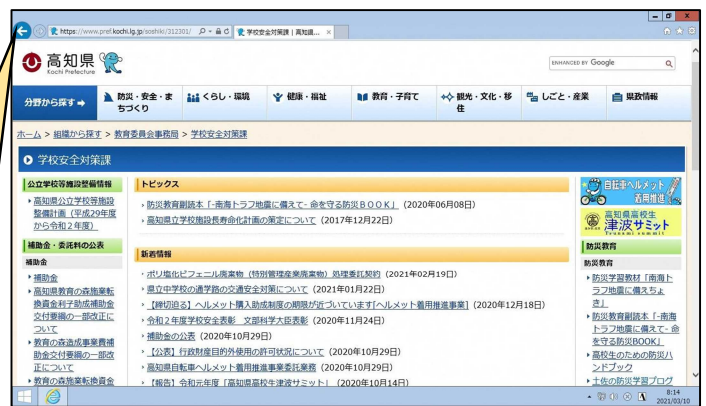 https://www.pref.kochi.lg.jp/soshiki/312301/
学校安全対策課 | 高知県...
高知県
Kochi Prefecture
ENHANCED BY Google
分野から探す
防災・安全・まちづくり
くらし・環境
健康・福祉
教育・子育て
観光・文化・移住
しごと・産業
県政情報
ホーム > 組織から探す > 教育委員会事務局 > 学校安全対策課
学校安全対策課
公立学校等施設整備情報
高知県公立学校等施設
整備計画（平成29年度
から令和２年度）
補助金・委託料の公表
補助金
補助金
高知県教育の森施業転
換資金利子助成補助金
交付要綱の一部改正に
ついて
教育の森造成事業費補
助金交付要綱の一部改
正について
教育の森施業転換資金
トピックス
防災教育副読本「-南海トラフ地震に備えて- 命を守る防災ＢＯＯＫ」（2020年06月08日）
高知県立学校施設長寿命化計画の策定について（2017年12月22日）
新着情報
ポリ塩化ビフェニル廃棄物（特別管理産業廃棄物）処理委託契約（2021年02月19日）
県立中学校の通学路の交通安全対策について（2021年01月22日）
【締切迫る】ヘルメット購入助成制度の期限が近づいています[ヘルメット着用推進事業]（2020年12月18日）
令和２年度学校安全表彰　文部科学大臣表彰（2020年11月24日）
補助金の公表（2020年10月29日）
【公表】行政財産目的外使用の許可状況について（2020年10月29日）
高知県自転車ヘルメット着用推進事業委託業務（2020年10月29日）
【報告】令和元年度「高知県高校生津波サミット」（2020年10月14日）
自転車ヘルメット
着用推進
高知県高校生
津波サミット
Tsunami summit
防災教育
防災教育
防災学習教材「南海ト
ラフ地震に備えちょ
き」
防災教育副読本「-南海
トラフ地震に備えて- 命
を守る防災BOOK」
高校生のための防災ハ
ンドブック
土佐の防災学習プログ
8:14
2021/03/10